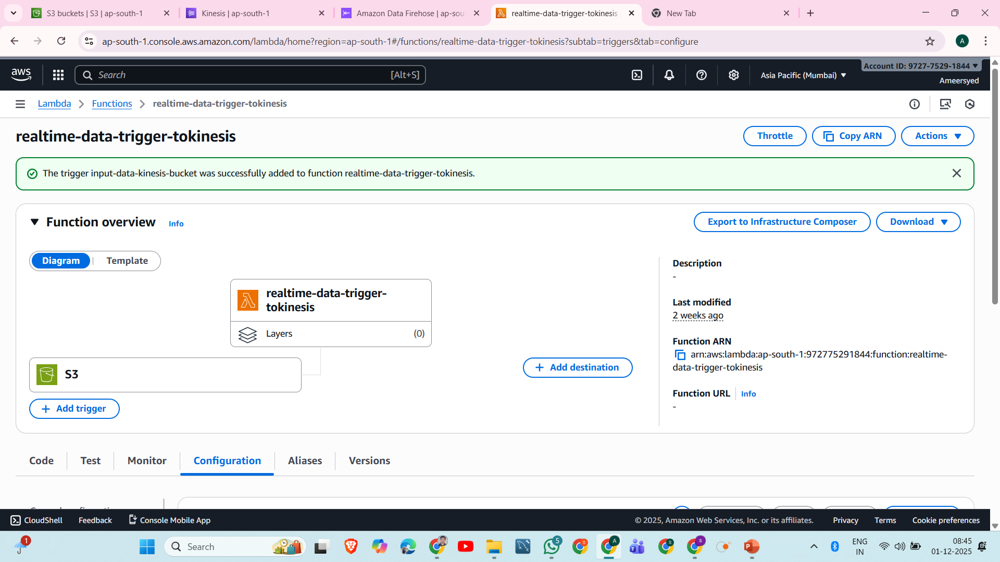 S3 buckets | S3 | ap-south-1
Kinesis | ap-south-1
Amazon Data Firehose | ap-sou
realtime-data-trigger-tokinesis
New Tab
ap-south-1.console.aws.amazon.com/lambda/home?region=ap-south-1#/functions/realtime-data-trigger-tokinesis?subtab=triggers&tab=configure
A
aws
Search
[Alt+S]
Asia Pacific (Mumbai)
Account ID: 9727-7529-1844
Ameersyed
Lambda
Functions
realtime-data-trigger-tokinesis
realtime-data-trigger-tokinesis
Throttle
Copy ARN
Actions
The trigger input-data-kinesis-bucket was successfully added to function realtime-data-trigger-tokinesis.
Function overview
Info
Export to Infrastructure Composer
Download
Diagram
Template
realtime-data-trigger-
tokinesis
Layers
(0)
S3
Add trigger
Add destination
Description
-
Last modified
2 weeks ago
Function ARN
arn:aws:lambda:ap-south-1:972775291844:function:realtime-
data-trigger-tokinesis
Function URL
Info
-
Code
Test
Monitor
Configuration
Aliases
Versions
CloudShell
Feedback
Console Mobile App
© 2025, Amazon Web Services, Inc. or its affiliates.
Privacy
Terms
Cookie preferences
1
Search
5
S
A
S
S
ENG
IN
08:45
01-12-2025